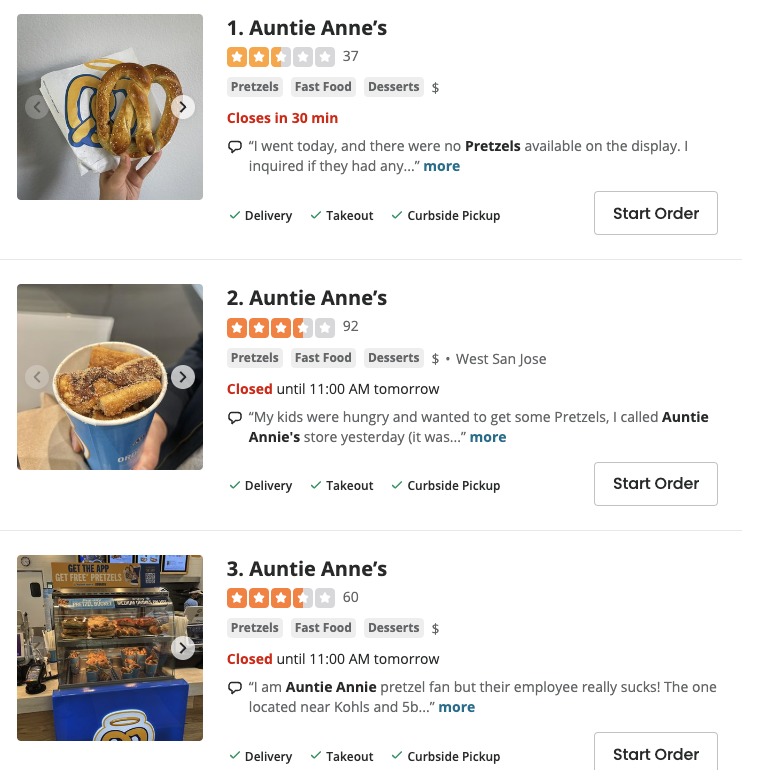 1. Auntie Anne’s
37
Pretzels Fast Food Desserts $
Closes in 30 min
“I went today, and there were no Pretzels available on the display. I
inquired if they had any...” more
Delivery Takeout Curbside Pickup
Start Order
2. Auntie Anne’s
92
Pretzels Fast Food Desserts $ • West San Jose
Closed until 11:00 AM tomorrow
“My kids were hungry and wanted to get some Pretzels, I called Auntie
Annie's store yesterday (it was...” more
Delivery Takeout Curbside Pickup
Start Order
GET THE APP
GET FREE* PRETZELS
3. Auntie Anne’s
60
Pretzels Fast Food Desserts $
Closed until 11:00 AM tomorrow
“I am Auntie Annie pretzel fan but their employee really sucks! The one
located near Kohls and 5b...” more
Delivery Takeout Curbside Pickup
Start Order